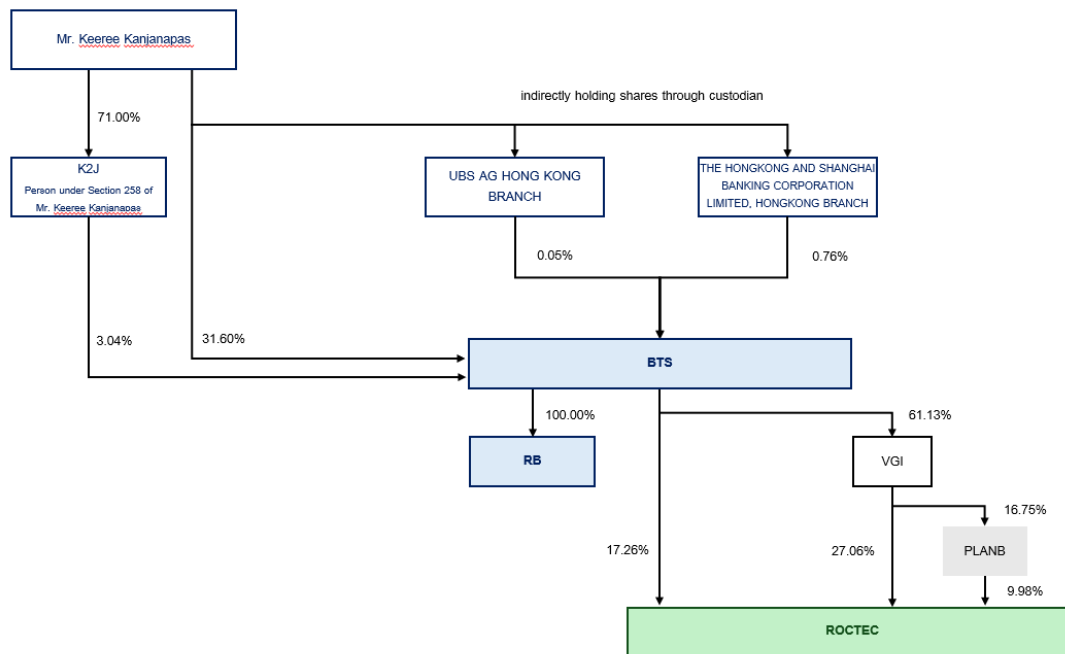 Mr. Keeree Kanjanapas
indirectly holding shares through custodian
71.00%
K2J
Person under Section 258 of
Mr. Keeree Kanjanapas
UBS AG HONG KONG
BRANCH
THE HONGKONG AND SHANGHAI
BANKING CORPORATION
LIMITED, HONGKONG BRANCH
0.05%
0.76%
3.04%
31.60%
BTS
100.00%
61.13%
RB
VGI
16.75%
17.26%
27.06%
PLANB
9.98%
ROCTEC